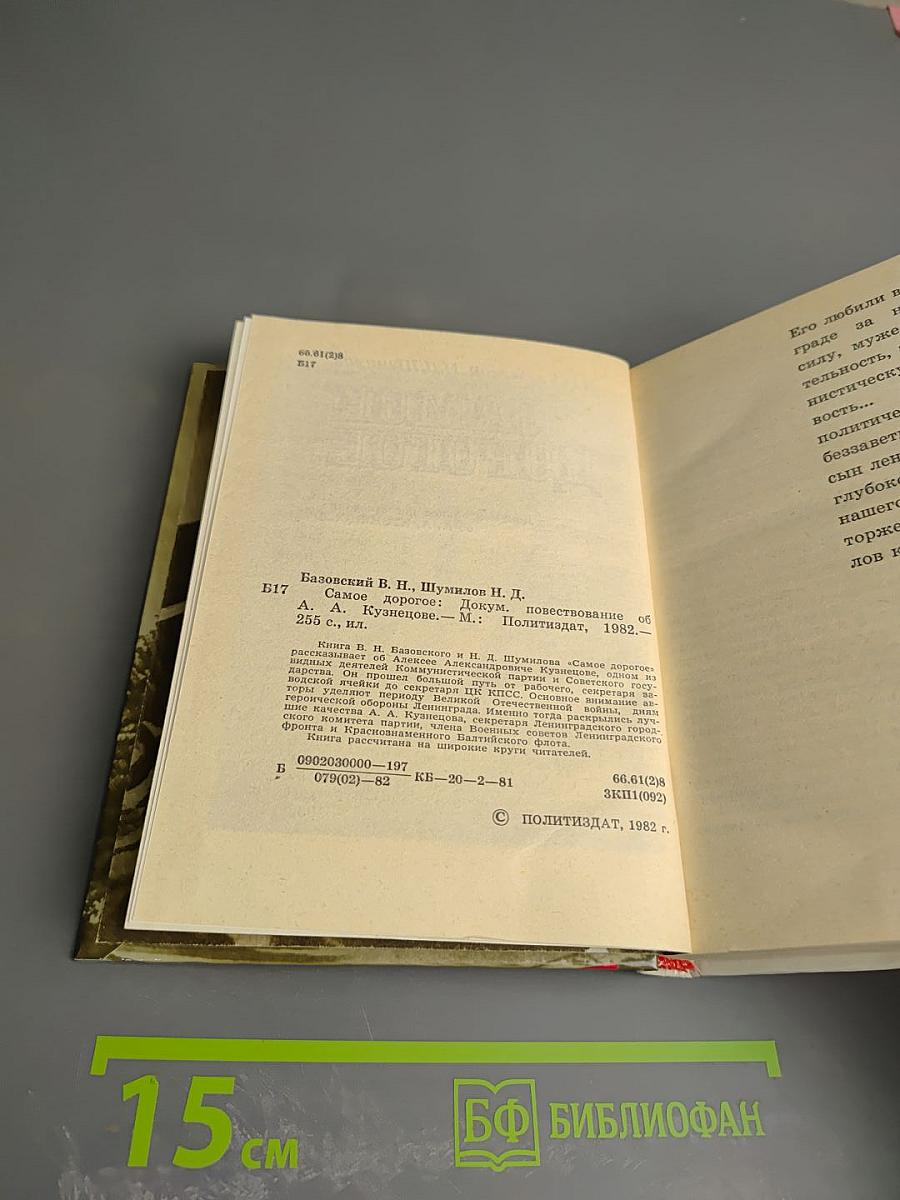 66.61(2)8
Б17
Базовский В. Н., Шумилов Н. Д.
Б17 Самое дорогое: Докум. повествование об
А. А. Кузнецове.— М.: Политиздат, 1982.—
255 с., ил.
Книга В. Н. Базовского и Н. Д. Шумилова «Самое дорогое»
рассказывает об Алексее Александровиче Кузнецове, одном из
видных деятелей Коммунистической партии и Советского госу-
дарства. Он прошел большой путь от рабочего, секретаря за-
водской ячейки до секретаря ЦК КПСС. Основное внимание ав-
торы уделяют периоду Великой Отечественной войны, дням
героической обороны Ленинграда. Именно тогда раскрылись луч-
шие качества А. А. Кузнецова, секретаря Ленинградского город-
ского комитета партии, члена Военных советов Ленинградского
фронта и Краснознаменного Балтийского флота.
Книга рассчитана на широкие круги читателей.
Б 0902030000—197
079(02)—82 КБ—20—2—81
66.61(2)8
3КП1(092)
© ПОЛИТИЗДАТ, 1982 г.
Его любили в
граде за н
силу, муже
тельность,
нистическу
вость...
политиче
беззавет
сын лен
глубок
нашего
торже
лов к
15 см
БФ БИБЛИОФАН